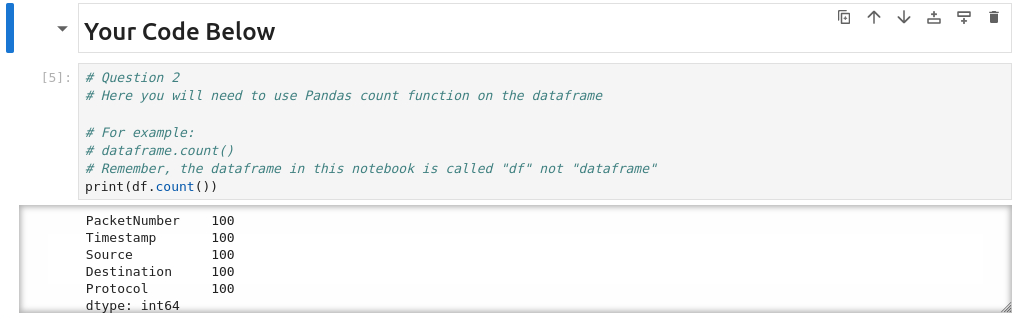 Your Code Below
[5]:
# Question 2
# Here you will need to use Pandas count function on the dataframe
# For example:
# dataframe.count()
# Remember, the dataframe in this notebook is called "df" not "dataframe"
print(df.count())
PacketNumber    100
Timestamp       100
Source          100
Destination     100
Protocol        100
dtype: int64